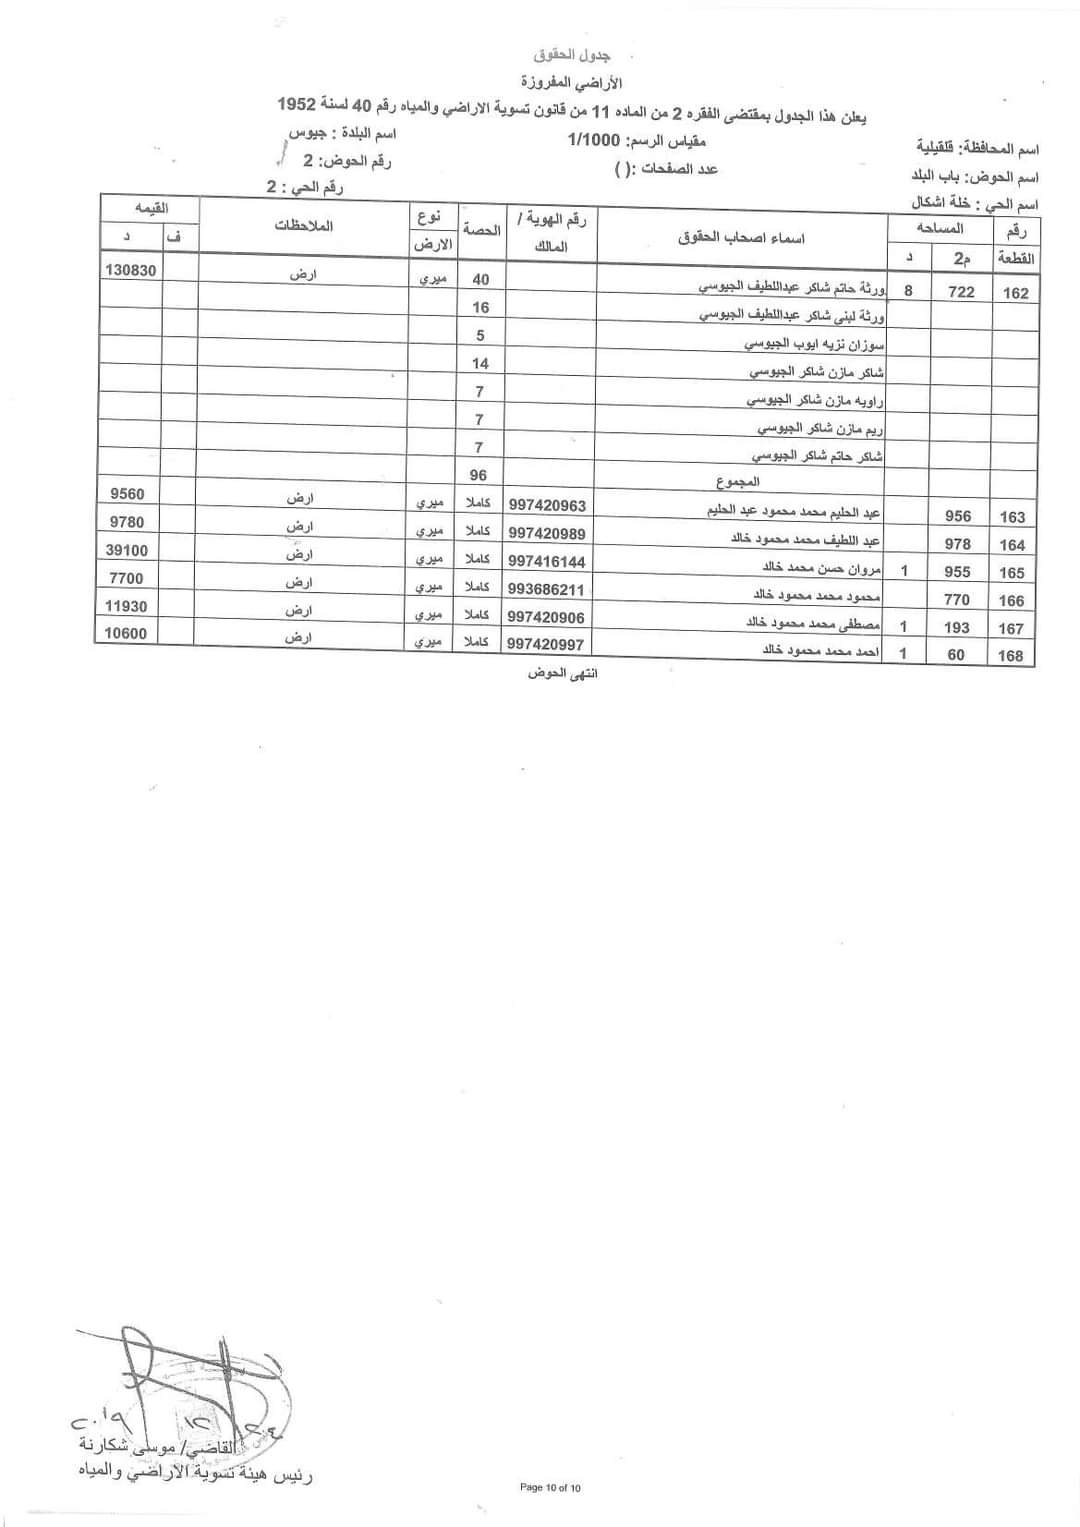 جدول الحقوق
الأراضي المفروزة
يعلن هذا الجدول بمقتضى الفقره 2 من الماده 11 من قانون تسوية الاراضي والمياه رقم 40 لسنة 1952
اسم المحافظة: قلقيلية مقياس الرسم: 1/1000 اسم البلدة : جيوس
اسم الحوض: باب البلد عدد الصفحات :( ) رقم الحوض: 2
اسم الحي : خلة اشكال رقم الحي : 2
رقم القطعة المساحه م2 د اسماء اصحاب الحقوق رقم الهوية / المالك الحصة نوع الارض الملاحظات القيمه ف د
162 722 8 ورثة حاتم شاكر عبداللطيف الجيوسي 40 ميري ارض 130830
ورثة لبنى شاكر عبداللطيف الجيوسي 16
سوزان نزيه ايوب الجيوسي 5
شاكر مازن شاكر الجيوسي 14
راويه مازن شاكر الجيوسي 7
ريم مازن شاكر الجيوسي 7
شاكر حاتم شاكر الجيوسي 7
المجموع 96
163 956 عبد الحليم محمد محمود عبد الحليم 997420963 كاملا ميري ارض 9560
164 978 عبد اللطيف محمد محمود خالد 997420989 كاملا ميري ارض 9780
165 955 1 مروان حسن محمد خالد 997416144 كاملا ميري ارض 39100
166 770 محمود محمد محمود خالد 993686211 كاملا ميري ارض 7700
167 193 1 مصطفى محمد محمود خالد 997420906 كاملا ميري ارض 11930
168 60 1 احمد محمد محمود خالد 997420997 كاملا ميري ارض 10600
انتهى الحوض
٢٤ ١٢ ٢٠١٩
القاضي/ موسى شكارنة
رئيس هيئة تسوية الاراضي والمياه
Page 10 of 10